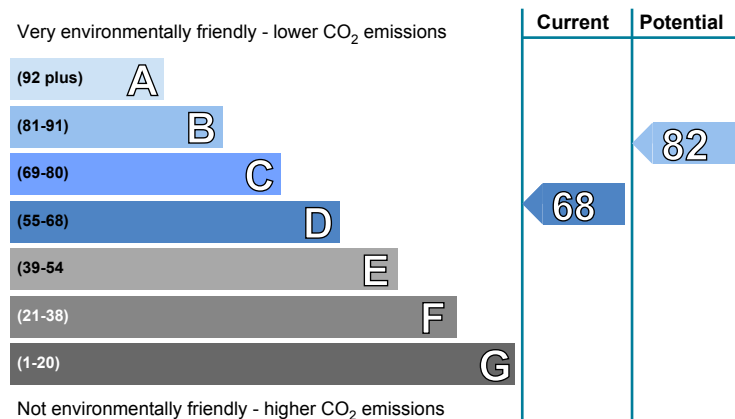 Very environmentally friendly - lower CO₂ emissions
Current
Potential
(92 plus) A
(81-91) B
(69-80) C
(55-68) D
(39-54 E
(21-38) F
(1-20) G
68
82
Not environmentally friendly - higher CO₂ emissions